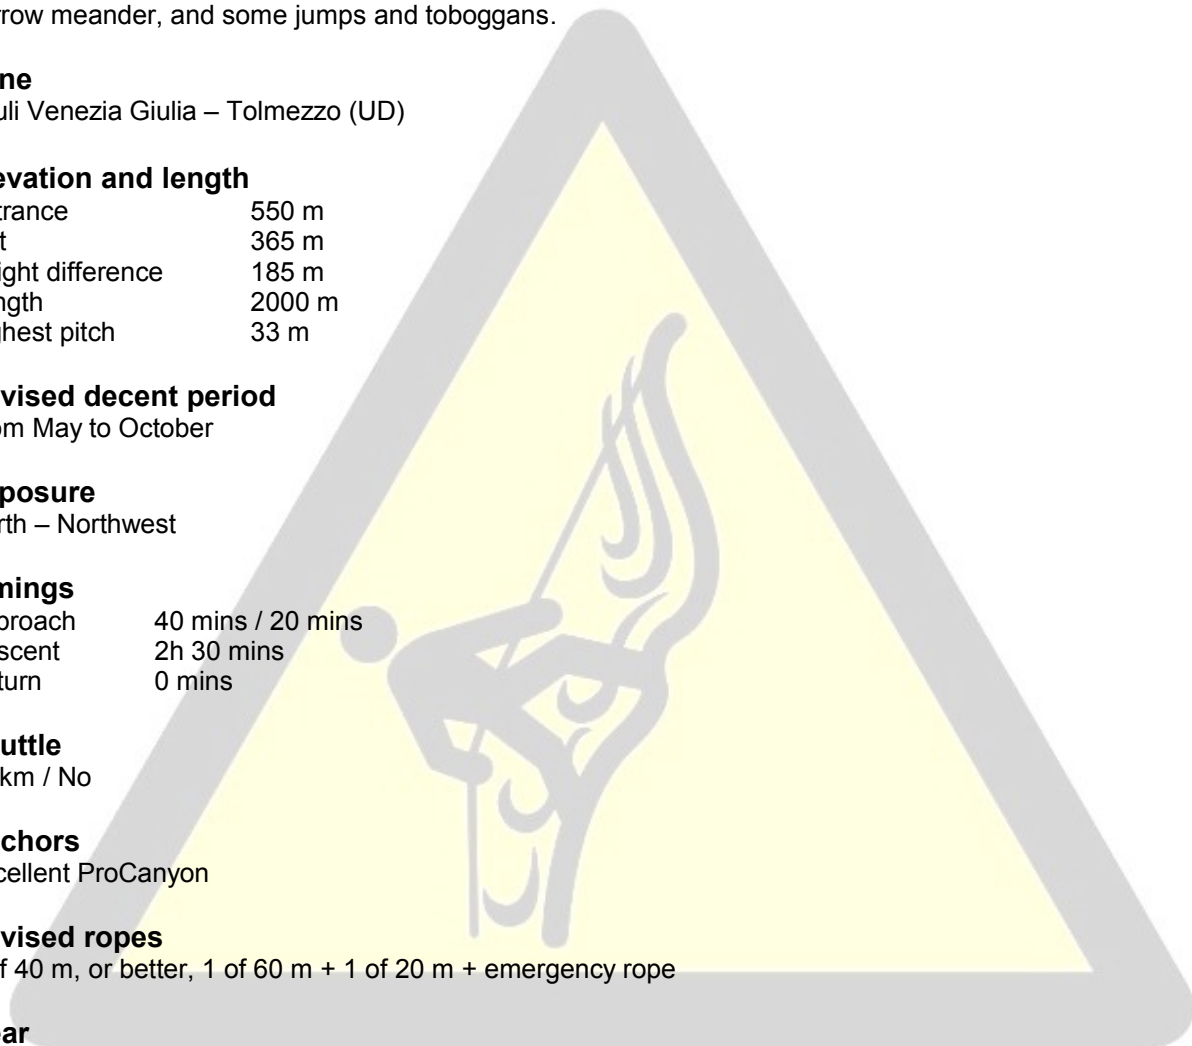 rrow meander, and some jumps and toboggans.
ne
uli Venezia Giulia – Tolmezzo (UD)
evation and length
trance 550 m
t 365 m
ight difference 185 m
ngth 2000 m
ghest pitch 33 m
vised decent period
om May to October
posure
rth – Northwest
mings
proach 40 mins / 20 mins
scent 2h 30 mins
turn 0 mins
uttle
km / No
chors
cellent ProCanyon
vised ropes
f 40 m, or better, 1 of 60 m + 1 of 20 m + emergency rope
ear